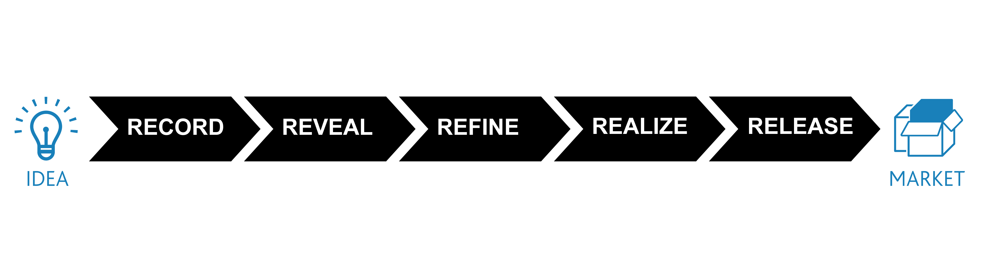 RECORD REVEAL REFINE REALIZE RELEASE
IDEA MARKET